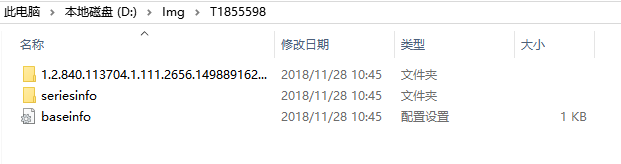 此电脑 > 本地磁盘 (D:) > Img > T1855598
名称 修改日期 类型 大小
1.2.840.113704.1.111.2656.149889162... 2018/11/28 10:45 文件夹
seriesinfo 2018/11/28 10:45 文件夹
baseinfo 2018/11/28 10:45 配置设置 1 KB